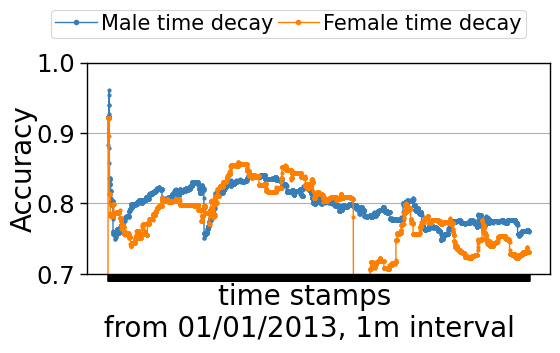 Male time decay Female time decay
Accuracy
1.0
0.9
0.8
0.7
time stamps
from 01/01/2013, 1m interval